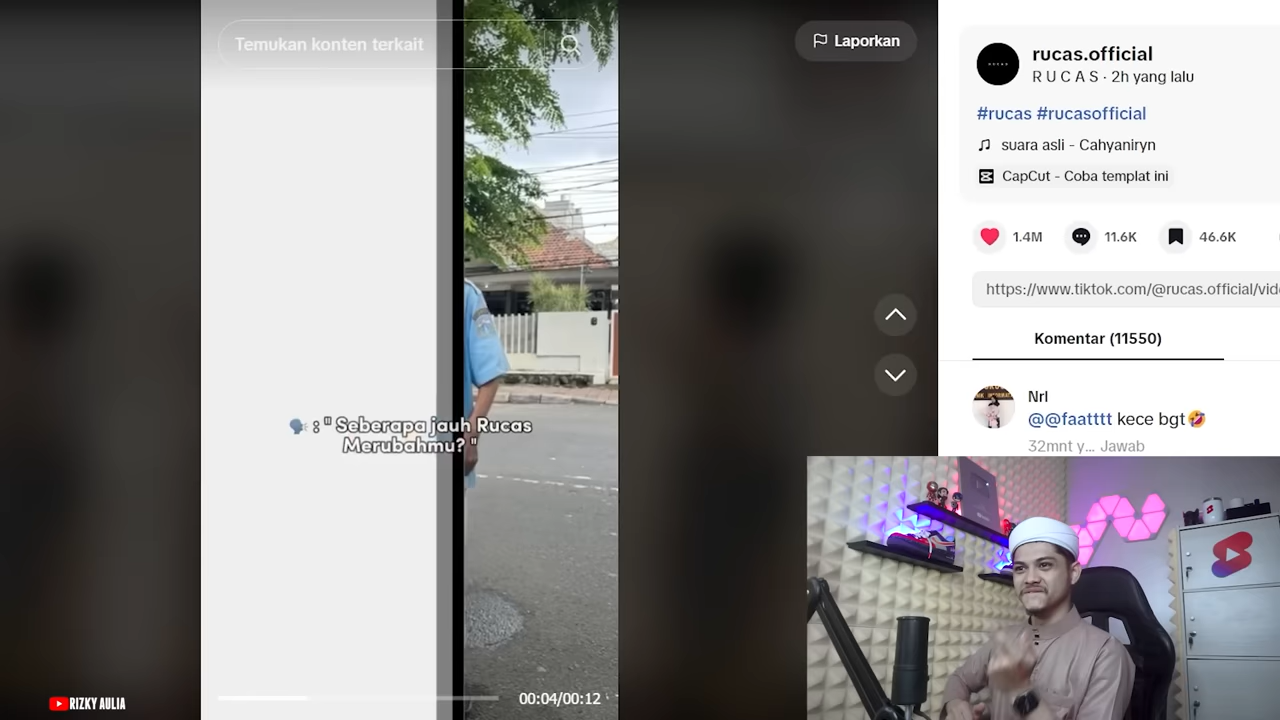 Temukan konten terkait
Laporkan
rucas.official
R U C A S · 2h yang lalu
#rucas #rucasofficial
suara asli - Cahyaniryn
CapCut - Coba templat ini
1.4M
11.6K
46.6K
https://www.tiktok.com/@rucas.official/vid
Komentar (11550)
Nrl
@@faatttt kece bgt🤣
32mnt y... Jawab
🗣 : " Seberapa jauh Rucas
Merubahmu? "
00:04/00:12
RIZKY AULIA